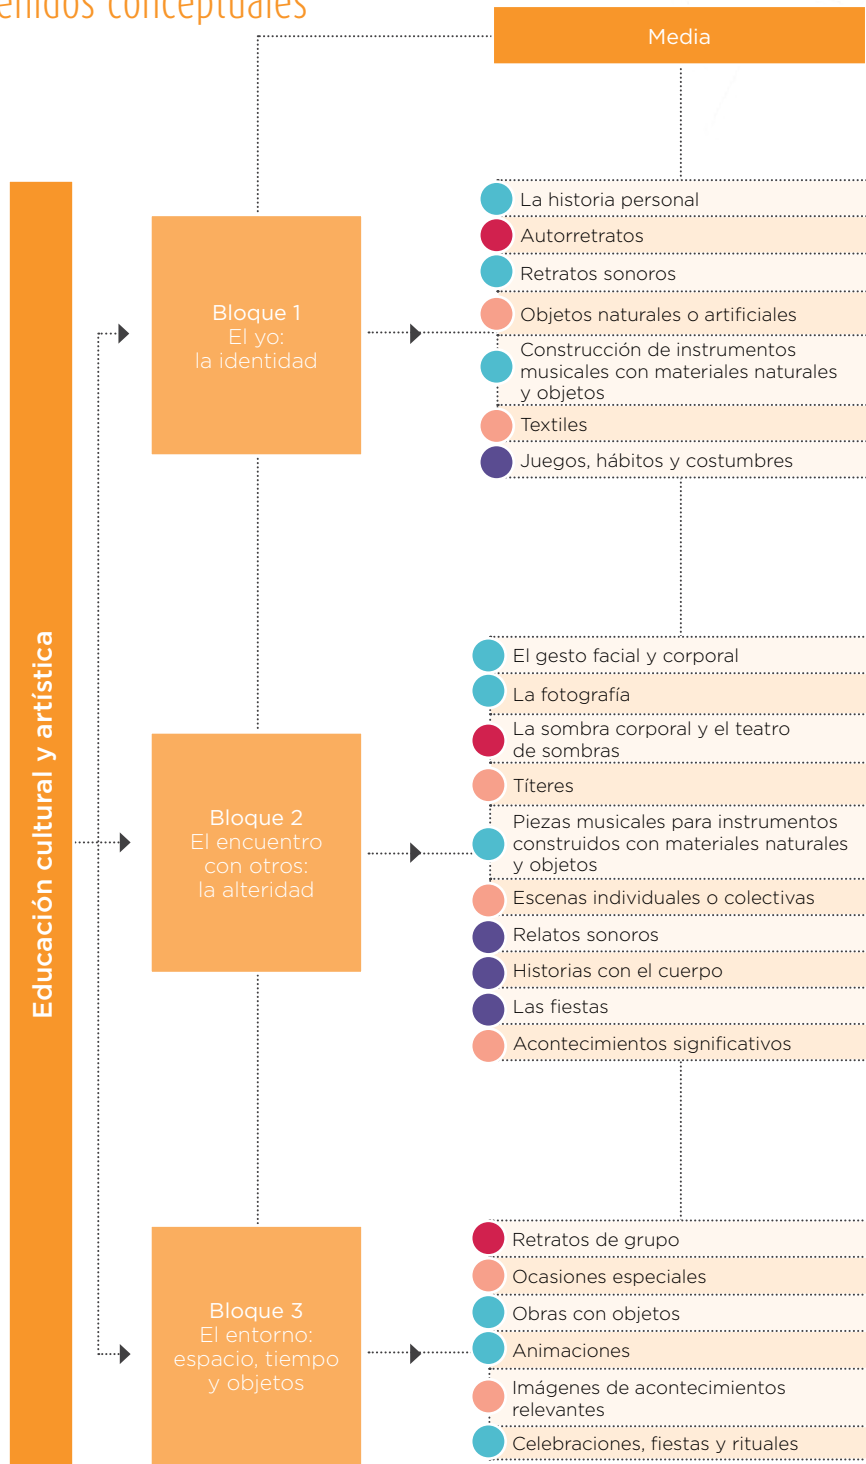 enidos conceptuales
Media
Educación cultural y artística
Bloque 1
El yo:
la identidad
La historia personal
Autorretratos
Retratos sonoros
Objetos naturales o artificiales
Construcción de instrumentos
musicales con materiales naturales
y objetos
Textiles
Juegos, hábitos y costumbres
Bloque 2
El encuentro
con otros:
la alteridad
El gesto facial y corporal
La fotografía
La sombra corporal y el teatro
de sombras
Títeres
Piezas musicales para instrumentos
construidos con materiales naturales
y objetos
Escenas individuales o colectivas
Relatos sonoros
Historias con el cuerpo
Las fiestas
Acontecimientos significativos
Bloque 3
El entorno:
espacio, tiempo
y objetos
Retratos de grupo
Ocasiones especiales
Obras con objetos
Animaciones
Imágenes de acontecimientos
relevantes
Celebraciones, fiestas y rituales